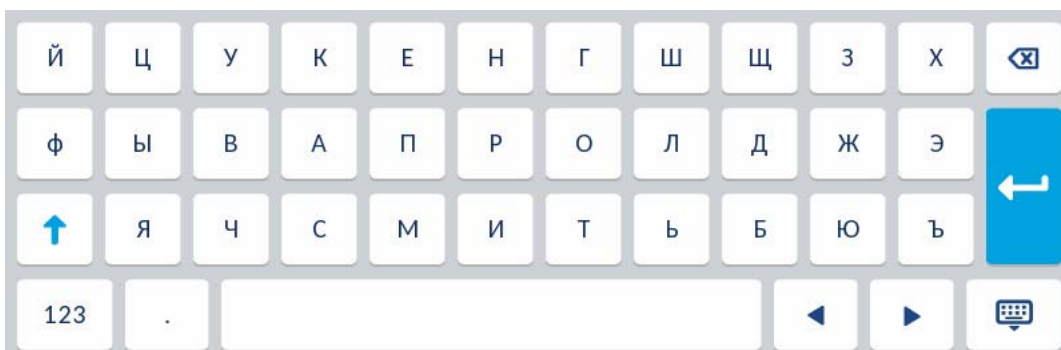 Й Ц У К Е Н Г Ш Щ З Х
ф Ы В А П Р О Л Д Ж Э
Я Ч С М И Т Ь Б Ю Ъ
123 .